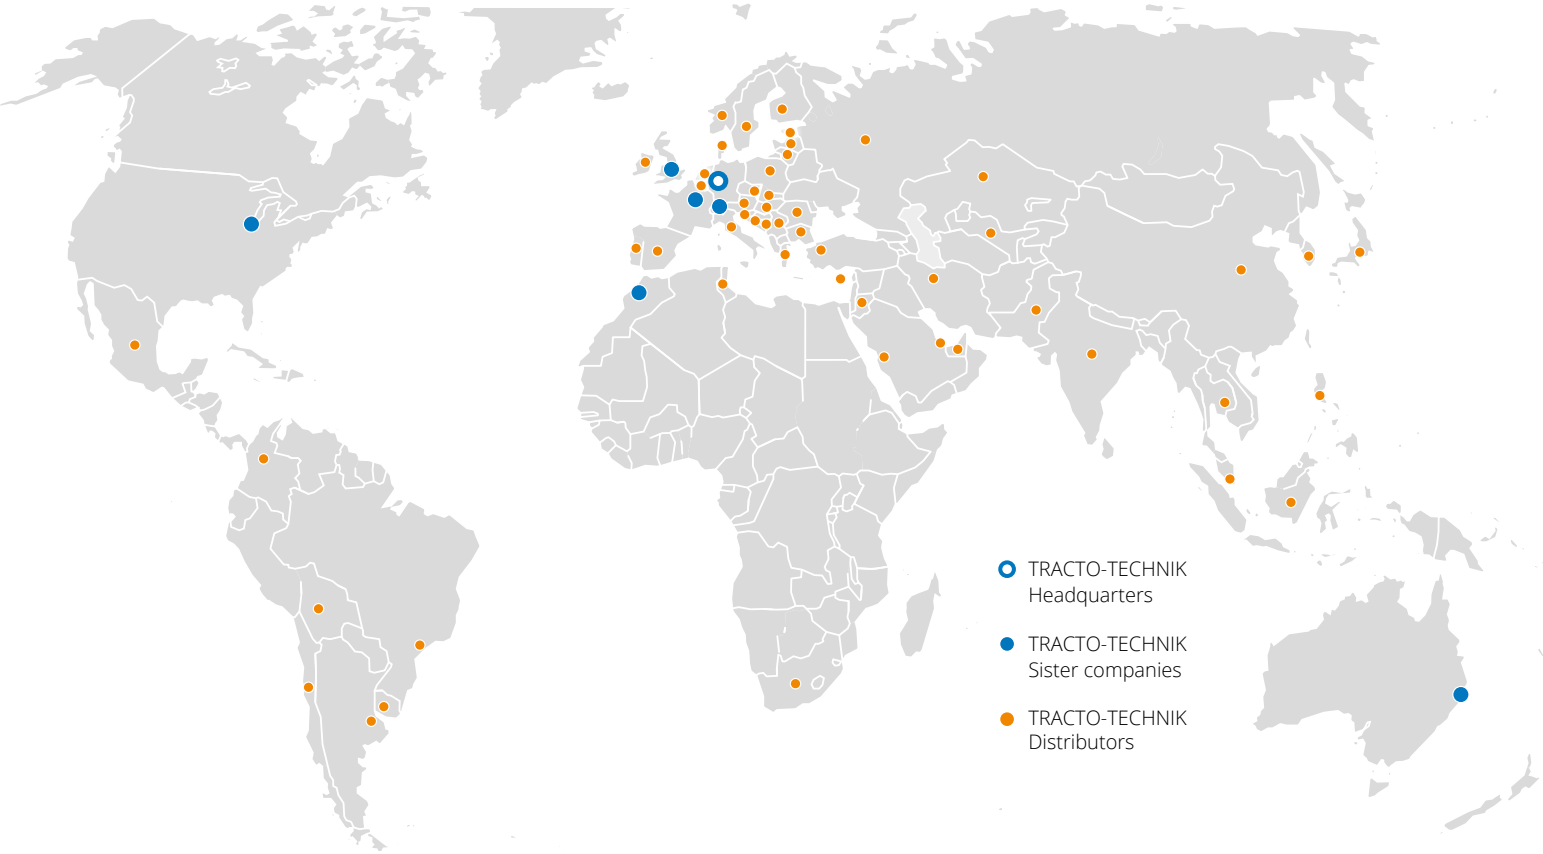 TRACTO-TECHNIK
Headquarters
TRACTO-TECHNIK
Sister companies
TRACTO-TECHNIK
Distributors